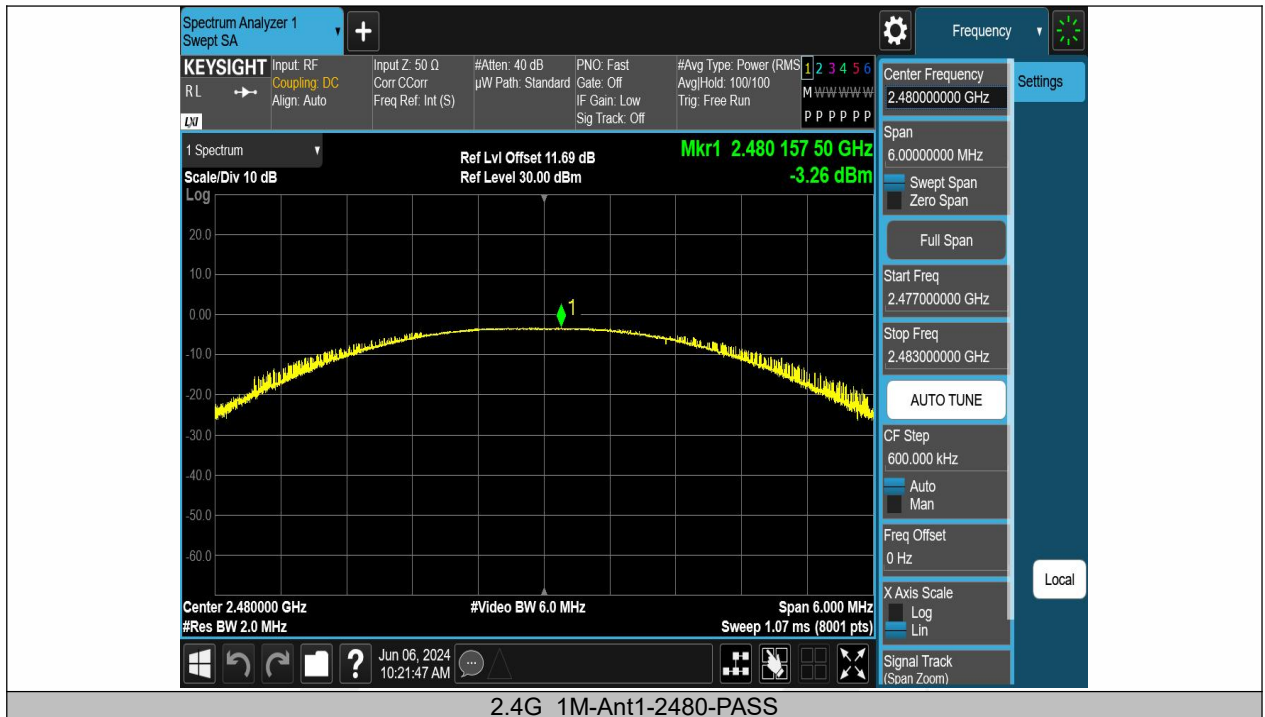 Spectrum Analyzer 1
Swept SA
+
Frequency
KEYSIGHT
RL
LXI
Input: RF
Coupling: DC
Align: Auto
Input Z: 50 Ω
Corr CCorr
Freq Ref: Int (S)
#Atten: 40 dB
µW Path: Standard
PNO: Fast
Gate: Off
IF Gain: Low
Sig Track: Off
#Avg Type: Power (RMS
Avg|Hold: 100/100
Trig: Free Run
1 2 3 4 5 6
M W W W W W
P P P P P P
1 Spectrum
Scale/Div 10 dB
Log
Ref Lvl Offset 11.69 dB
Ref Level 30.00 dBm
Mkr1 2.480 157 50 GHz
-3.26 dBm
20.0
10.0
0.00
-10.0
-20.0
-30.0
-40.0
-50.0
-60.0
1
Center 2.480000 GHz
#Res BW 2.0 MHz
#Video BW 6.0 MHz
Span 6.000 MHz
Sweep 1.07 ms (8001 pts)
?
Jun 06, 2024
10:21:47 AM
Center Frequency
2.480000000 GHz
Settings
Span
6.00000000 MHz
Swept Span
Zero Span
Full Span
Start Freq
2.477000000 GHz
Stop Freq
2.483000000 GHz
AUTO TUNE
CF Step
600.000 kHz
Auto
Man
Freq Offset
0 Hz
Local
X Axis Scale
Log
Lin
Signal Track
(Span Zoom)
2.4G_1M-Ant1-2480-PASS